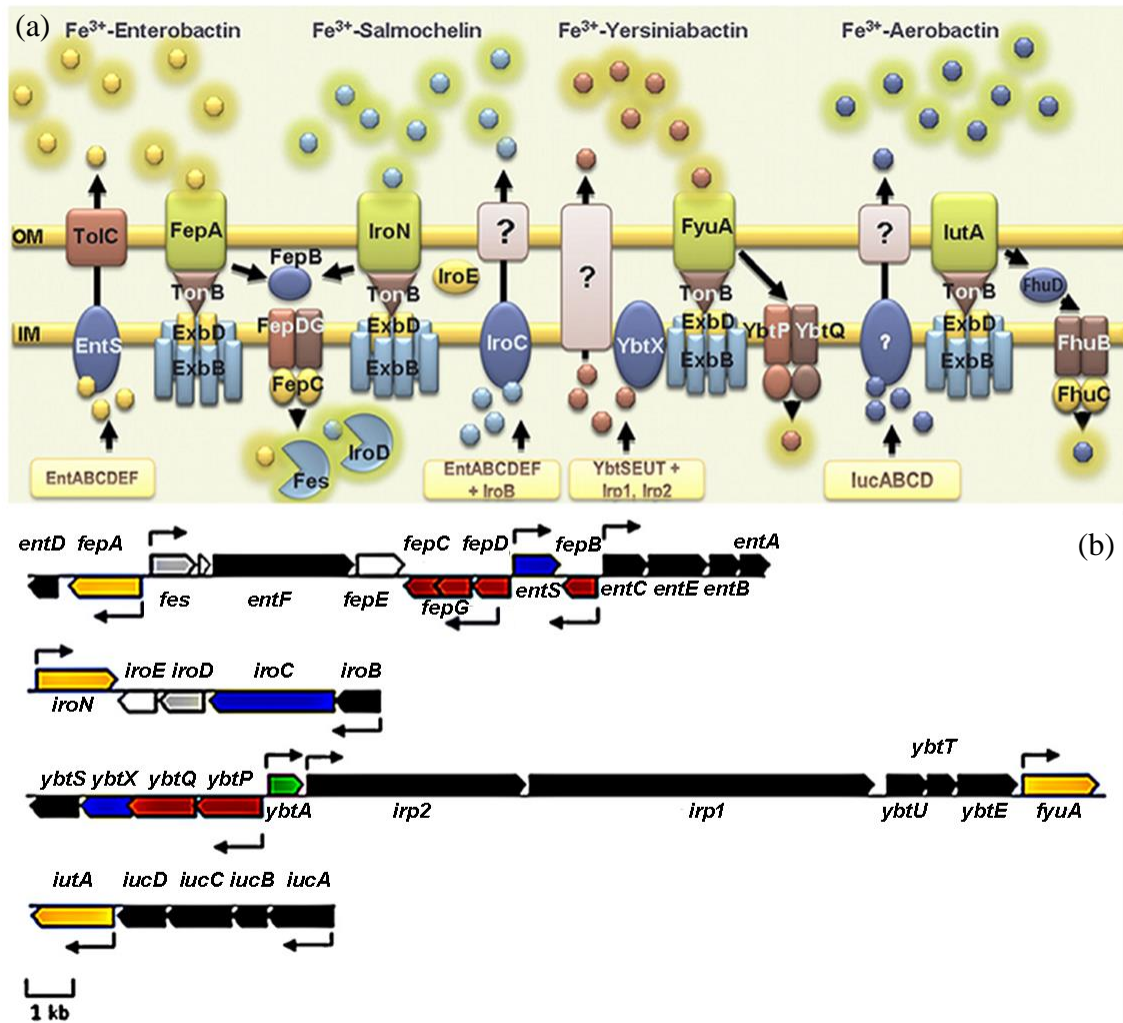 (a)
Fe3+-Enterobactin Fe3+-Salmochelin Fe3+-Yersiniabactin Fe3+-Aerobactin
OM TolC FepA FepB IroN IroE ? ? FyuA ? IutA
TonB TonB TonB TonB FhuD
IM EntS ExbD ExbB FepDG FepC ExbD ExbB IroC YbtX ExbD ExbB YbtP YbtQ ? ExbD ExbB FhuB FhuC
Fes IroD
EntABCDEF
EntABCDEF
+ IroB
YbtSEUT +
Irp1, Irp2
IucABCD
(b)
entD fepA fepC fepD fepB entA
fes entF fepE fepG entS entC entE entB
iroE iroD iroC iroB
iroN
ybtT
ybtS ybtX ybtQ ybtP
ybtA irp2 irp1 ybtU ybtE fyuA
iutA iucD iucC iucB iucA
1 kb